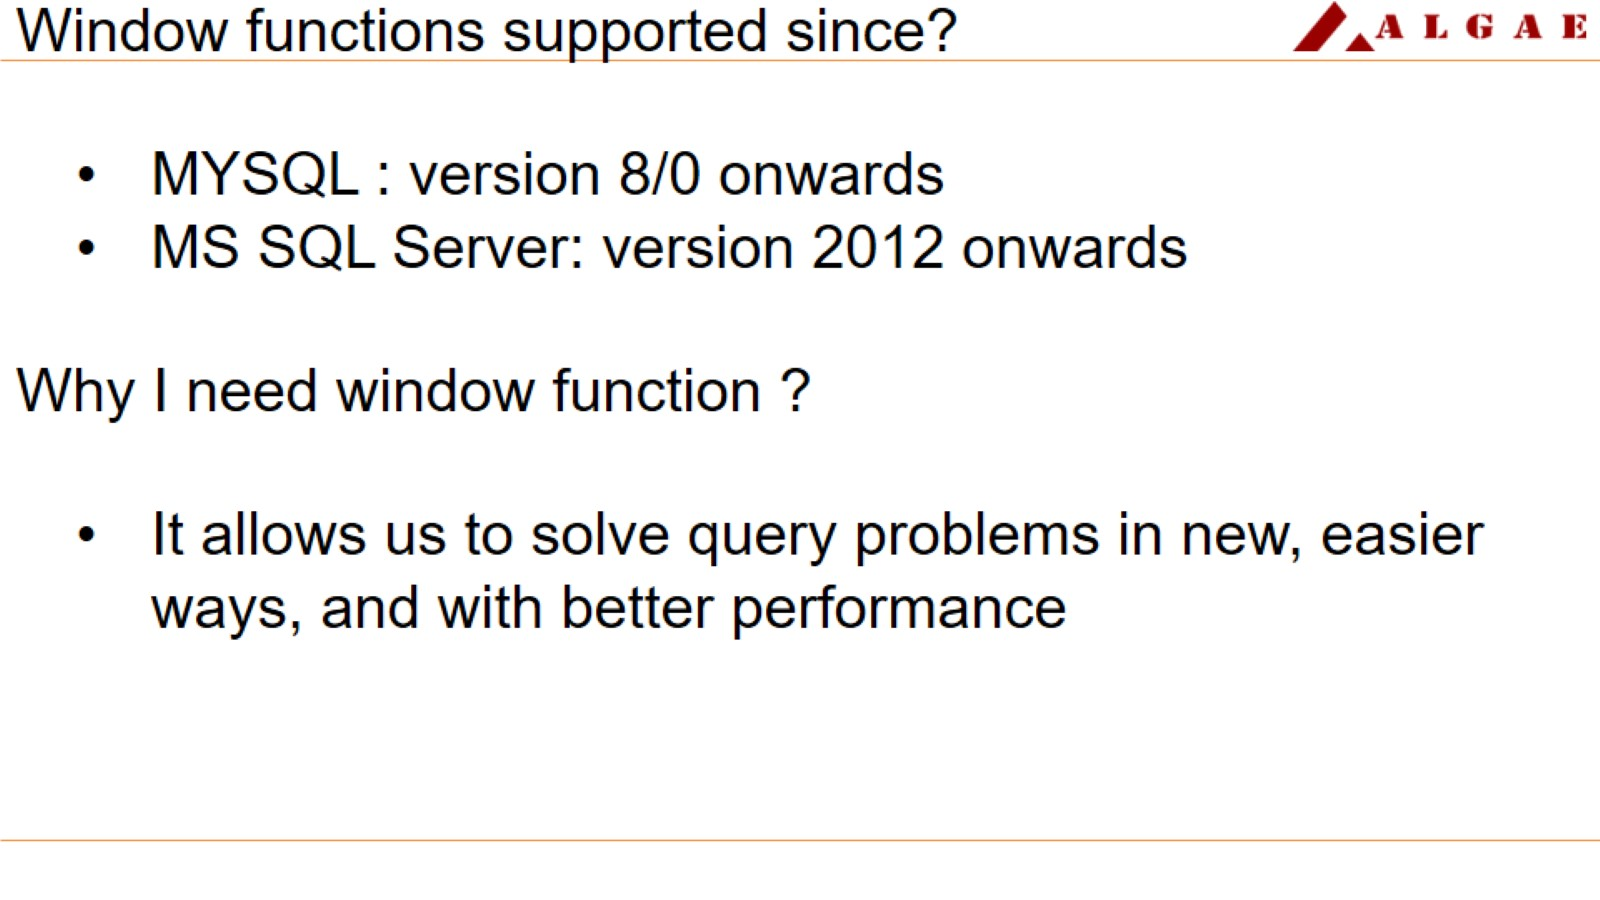 Window functions supported since?
ALGAE
• MYSQL : version 8/0 onwards
• MS SQL Server: version 2012 onwards
Why I need window function ?
• It allows us to solve query problems in new, easier
ways, and with better performance